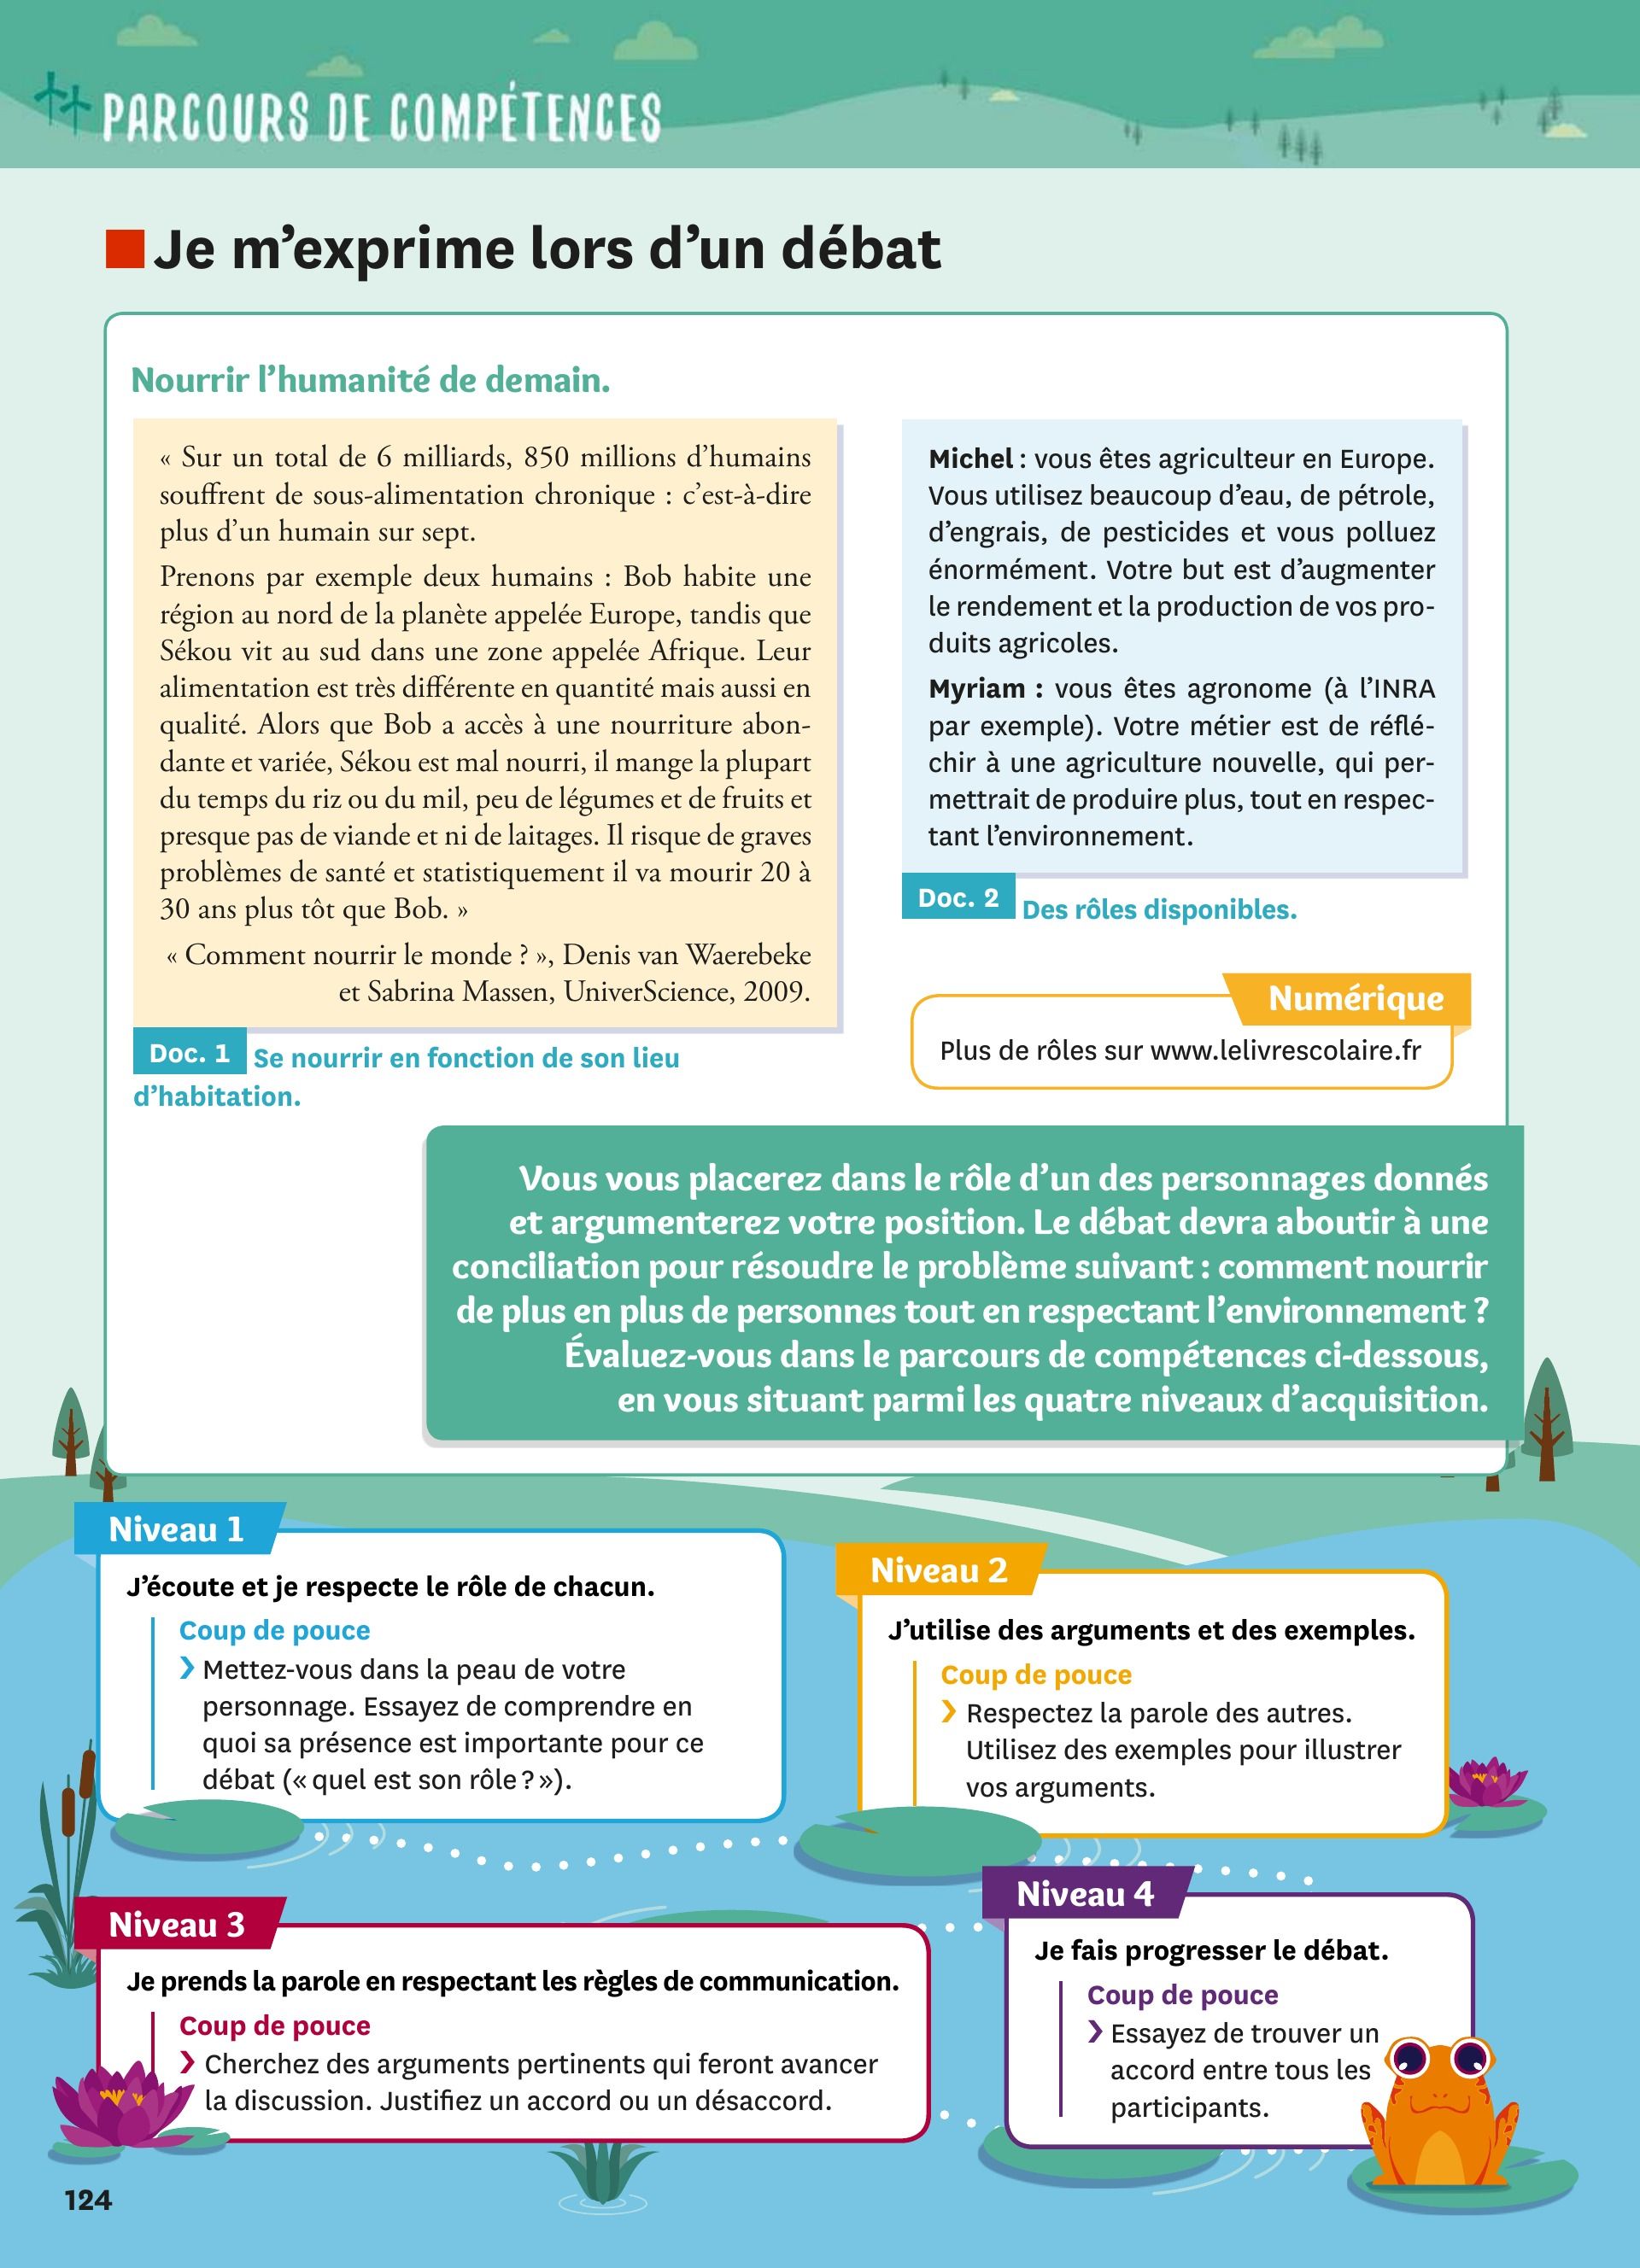 PARCOURS DE COMPÉTENCES
Je m'exprime lors d'un débat
Nourrir l'humanité de demain.
« Sur un total de 6 milliards, 850 millions d'humains
souffrent de sous-alimentation chronique : c'est-à-dire
plus d'un humain sur sept.
Prenons par exemple deux humains : Bob habite une
région au nord de la planète appelée Europe, tandis que
Sékou vit au sud dans une zone appelée Afrique. Leur
alimentation est très différente en quantité mais aussi en
qualité. Alors que Bob a accès à une nourriture abon-
dante et variée, Sékou est mal nourri, il mange la plupart
du temps du riz ou du mil, peu de légumes et de fruits et
presque pas de viande et ni de laitages. Il risque de graves
problèmes de santé et statistiquement il va mourir 20 à
30 ans plus tôt que Bob. »
« Comment nourrir le monde ? », Denis van Waerebeke
et Sabrina Massen, UniverScience, 2009.
Doc. 1 Se nourrir en fonction de son lieu
d'habitation.
Michel : vous êtes agriculteur en Europe.
Vous utilisez beaucoup d'eau, de pétrole,
d'engrais, de pesticides et vous polluez
énormément. Votre but est d'augmenter
le rendement et la production de vos pro-
duits agricoles.
Myriam : vous êtes agronome (à l'INRA
par exemple). Votre métier est de réflé-
chir à une agriculture nouvelle, qui per-
mettrait de produire plus, tout en respec-
tant l'environnement.
Doc. 2 Des rôles disponibles.
Numérique
Plus de rôles sur www.lelivrescolaire.fr
Vous vous placerez dans le rôle d'un des personnages donnés
et argumenterez votre position. Le débat devra aboutir à une
conciliation pour résoudre le problème suivant : comment nourrir
de plus en plus de personnes tout en respectant l'environnement ?
Évaluez-vous dans le parcours de compétences ci-dessous,
en vous situant parmi les quatre niveaux d'acquisition.
Niveau 1
J'écoute et je respecte le rôle de chacun.
Coup de pouce
❯ Mettez-vous dans la peau de votre
personnage. Essayez de comprendre en
quoi sa présence est importante pour ce
débat (« quel est son rôle ? »).
Niveau 2
J'utilise des arguments et des exemples.
Coup de pouce
❯ Respectez la parole des autres.
Utilisez des exemples pour illustrer
vos arguments.
Niveau 3
Je prends la parole en respectant les règles de communication.
Coup de pouce
❯ Cherchez des arguments pertinents qui feront avancer
la discussion. Justifiez un accord ou un désaccord.
Niveau 4
Je fais progresser le débat.
Coup de pouce
❯ Essayez de trouver un
accord entre tous les
participants.
124